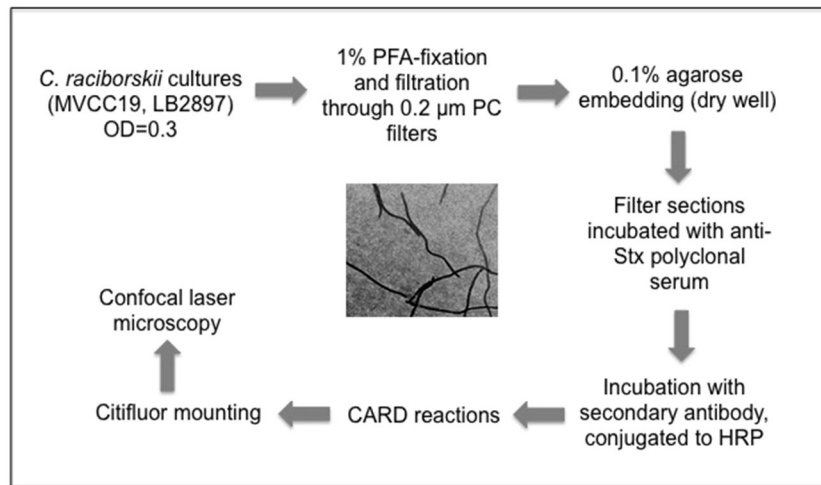 C. raciborskii cultures
(MVCC19, LB2897)
OD=0.3
1% PFA-fixation
and filtration
through 0.2 µm PC
filters
0.1% agarose
embedding (dry well)
Filter sections
incubated with anti-
Stx polyclonal
serum
Incubation with
secondary antibody,
conjugated to HRP
CARD reactions
Citifluor mounting
Confocal laser
microscopy